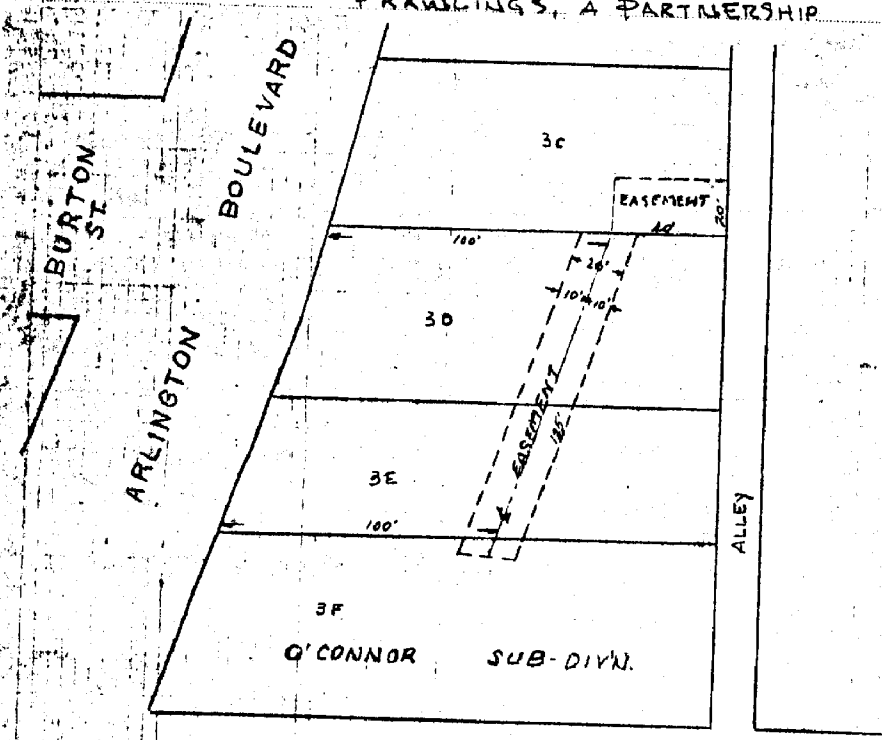 RAWLINGS, A PARTNERSHIP
BURTON
ST.
ARLINGTON
BOULEVARD
3C
EASEMENT
20'
40'
100'
20'
10'
10'
3D
EASEMENT
3E
100'
ALLEY
3F
O'CONNOR SUB-DIV'N.